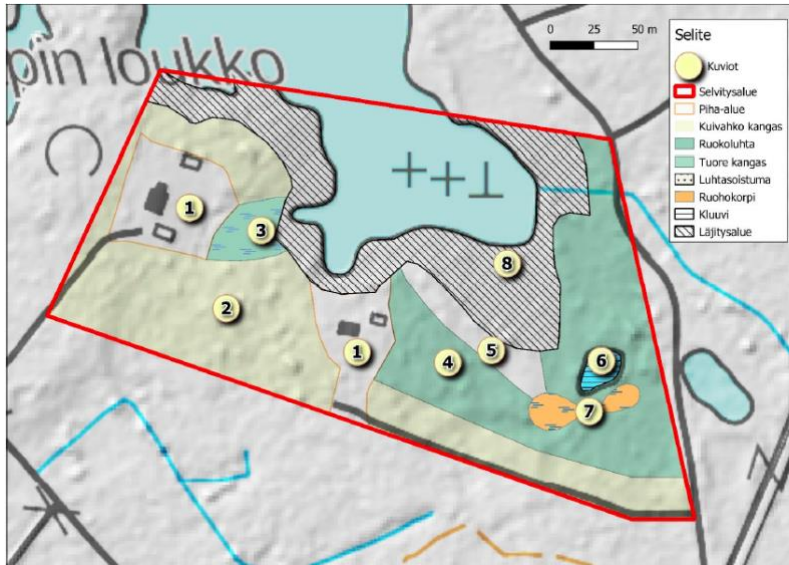 pin loukko
0 25 50 m
Selite
Kuviot
Selvitysalue
Piha-alue
Kuivahko kangas
Ruokoluhta
Tuore kangas
Luhtasoistuma
Ruohokorpi
Kluuvi
Läjitysalue
1
3
2
8
1
4
5
6
7